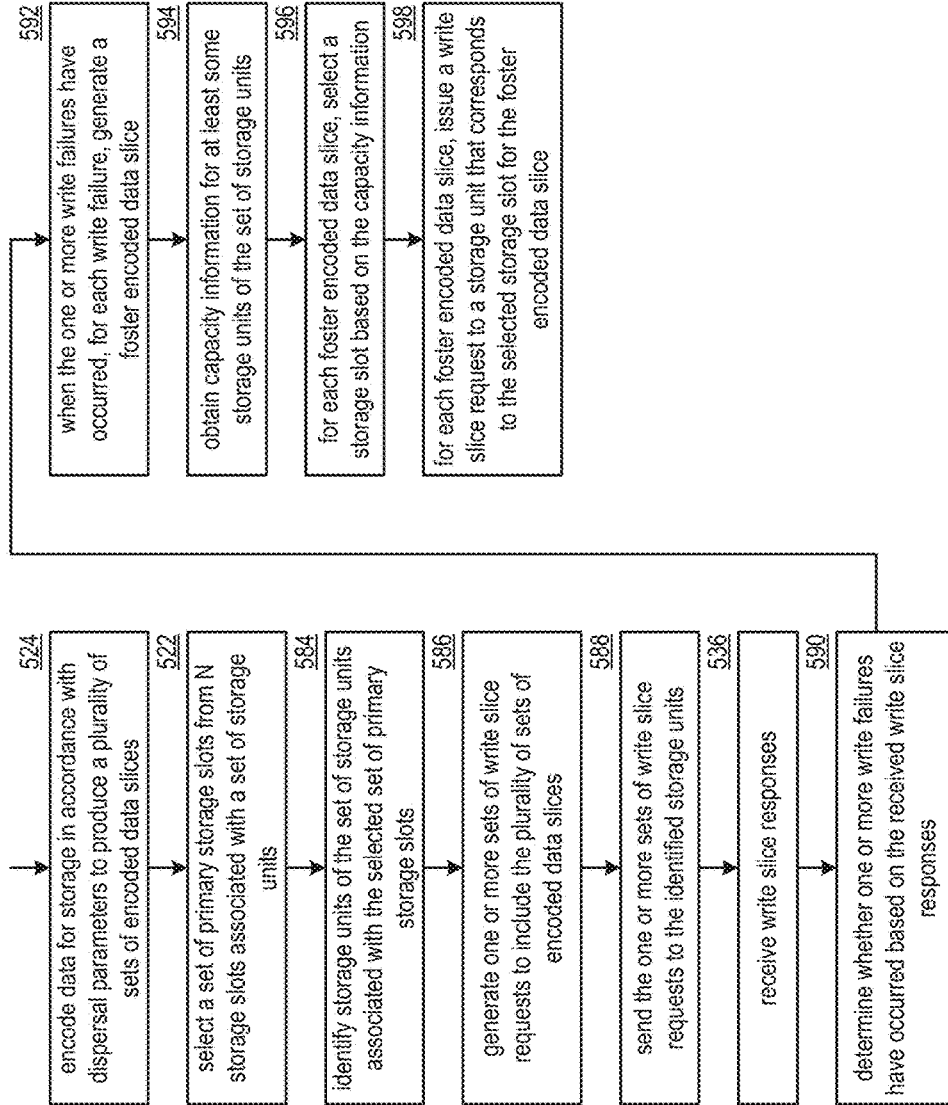 524
encode data for storage in accordance with
dispersal parameters to produce a plurality of
sets of encoded data slices
522
select a set of primary storage slots from N
storage slots associated with a set of storage
units
584
identify storage units of the set of storage units
associated with the selected set of primary
storage slots
586
generate one or more sets of write slice
requests to include the plurality of sets of
encoded data slices
588
send the one or more sets of write slice
requests to the identified storage units
536
receive write slice responses
590
determine whether one or more write failures
have occurred based on the received write slice
responses
592
when the one or more write failures have
occurred, for each write failure, generate a
foster encoded data slice
594
obtain capacity information for at least some
storage units of the set of storage units
596
for each foster encoded data slice, select a
storage slot based on the capacity information
598
for each foster encoded data slice, issue a write
slice request to a storage unit that corresponds
to the selected storage slot for the foster
encoded data slice